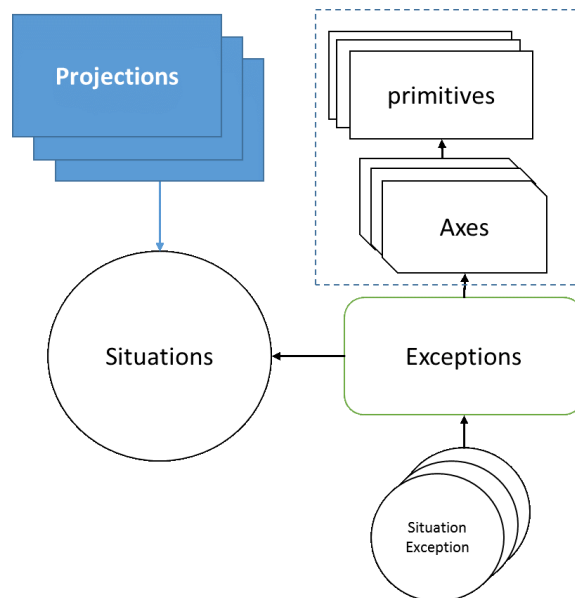 Projections
primitives
Axes
Situations
Exceptions
Situation
Exception